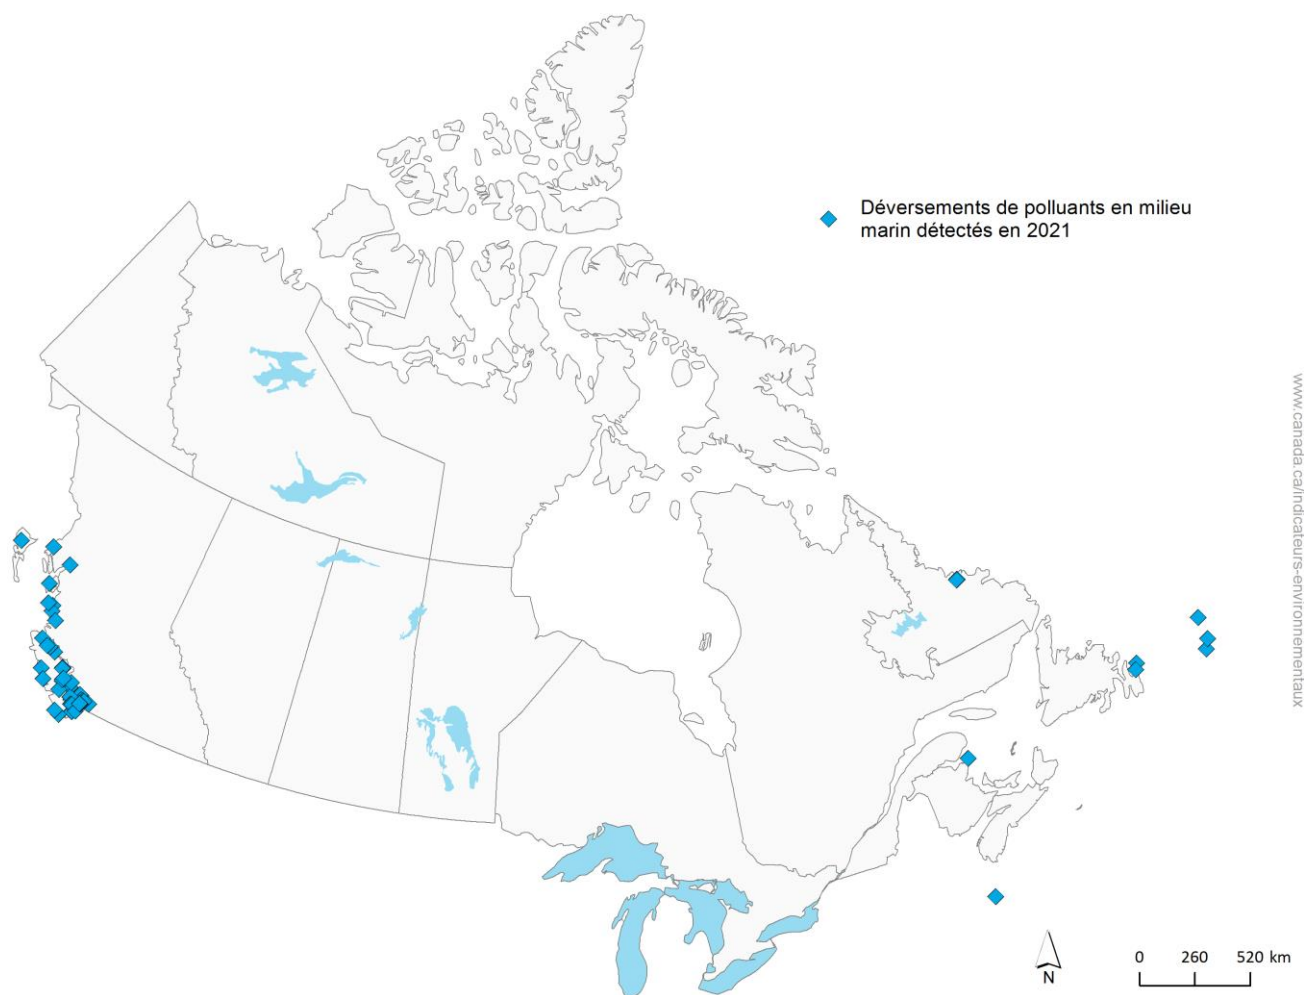 Déversements de polluants en milieu
marin détectés en 2021
www.canada.ca/indicateurs-environnementaux
N
0 260 520 km